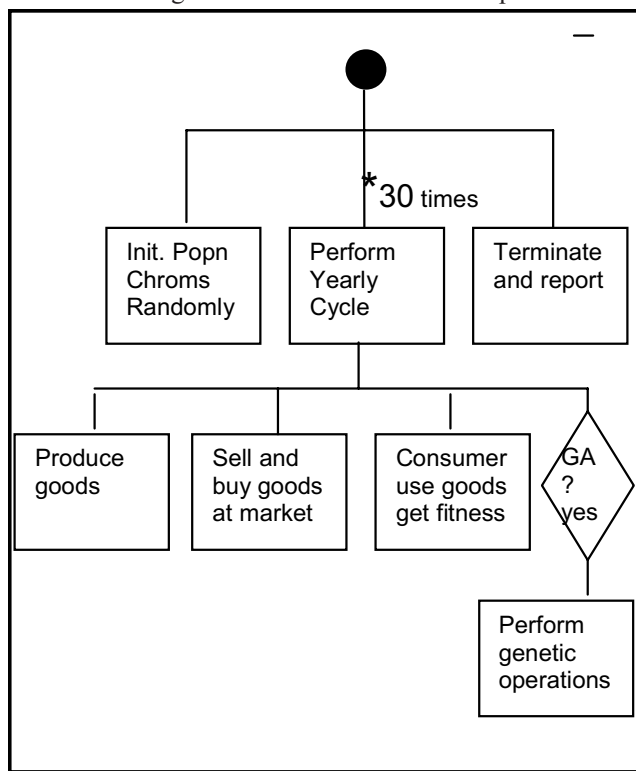 *30 times
Init. Popn
Chroms
Randomly
Perform
Yearly
Cycle
Terminate
and report
Produce
goods
Sell and
buy goods
at market
Consumer
use goods
get fitness
GA
?
yes
Perform
genetic
operations